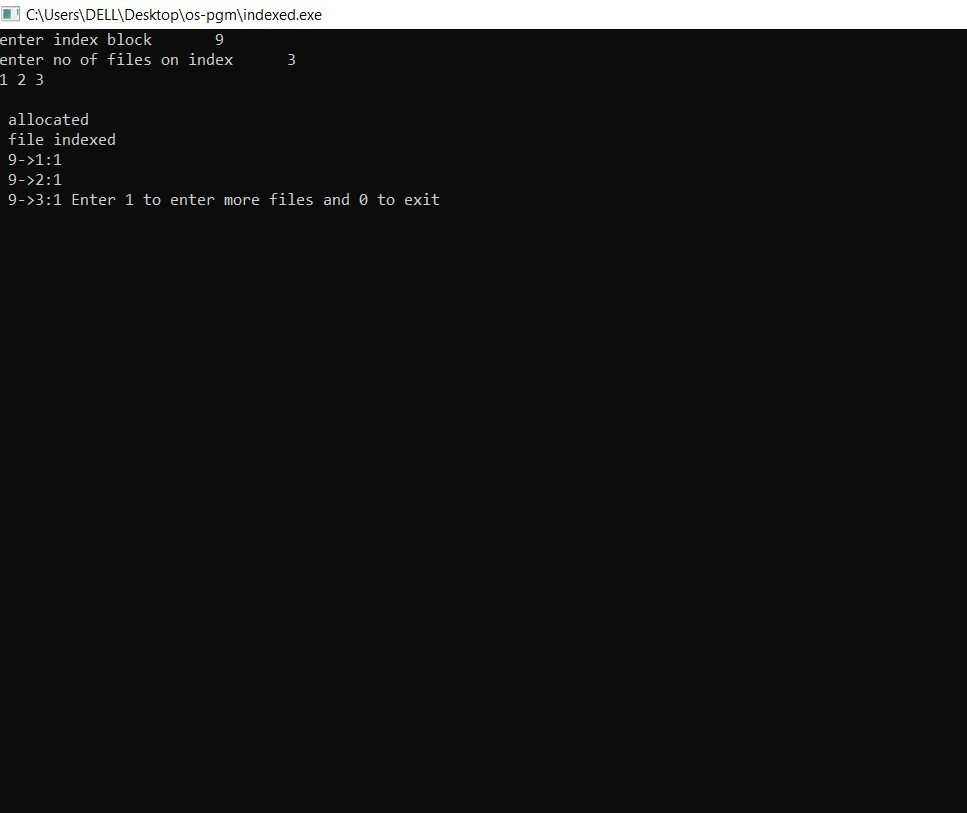 C:\Users\DELL\Desktop\os-pgm\indexed.exe
enter index block       9
enter no of files on index      3
1 2 3

 allocated
 file indexed
 9->1:1
 9->2:1
 9->3:1 Enter 1 to enter more files and 0 to exit